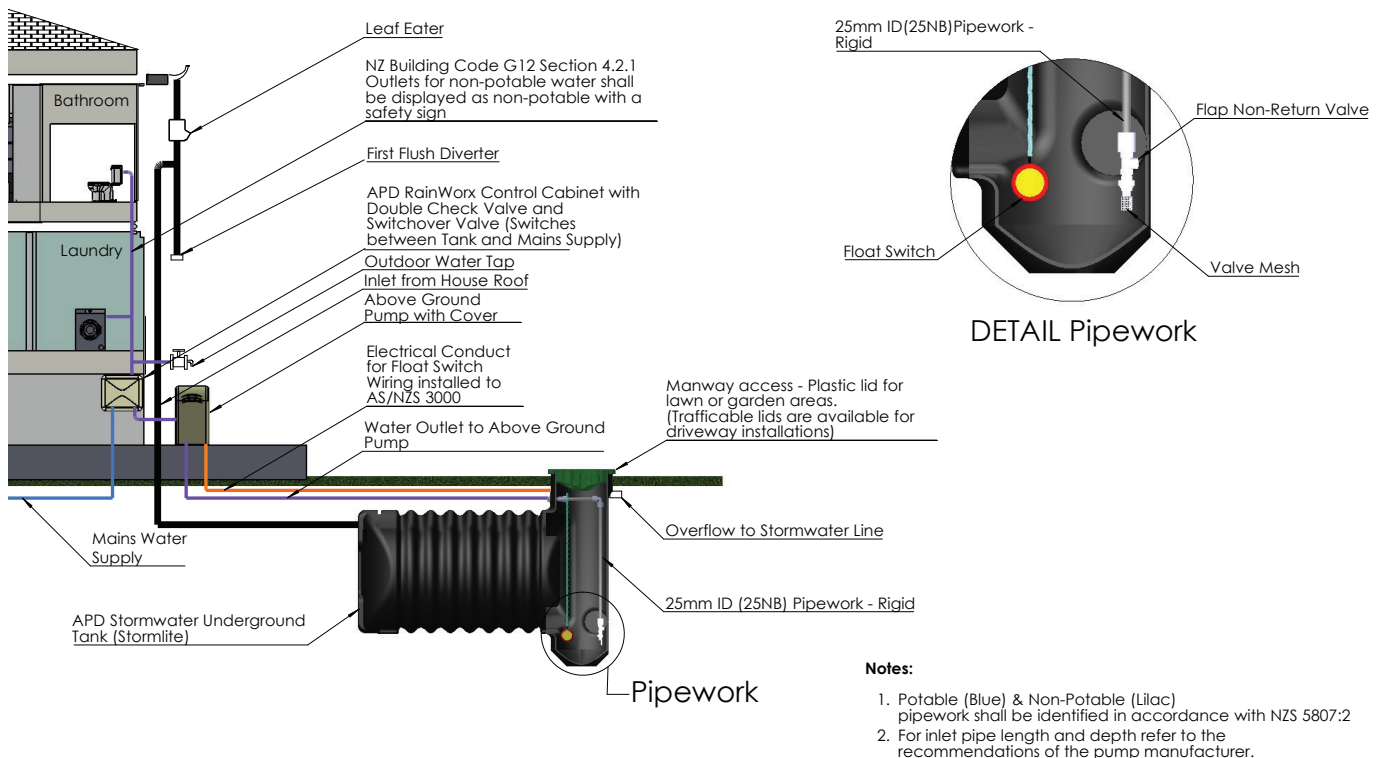 Leaf Eater
NZ Building Code G12 Section 4.2.1
Outlets for non-potable water shall
be displayed as non-potable with a
safety sign
Bathroom
First Flush Diverter
APD RainWorx Control Cabinet with
Double Check Valve and
Switchover Valve (Switches
between Tank and Mains Supply)
Laundry
Outdoor Water Tap
Inlet from House Roof
Above Ground
Pump with Cover
Electrical Conduct
for Float Switch
Wiring installed to
AS/NZS 3000
Water Outlet to Above Ground
Pump
Mains Water
Supply
APD Stormwater Underground
Tank (Stormlite)
Manway access - Plastic lid for
lawn or garden areas.
(Trafficable lids are available for
driveway installations)
Overflow to Stormwater Line
25mm ID (25NB) Pipework - Rigid
Pipework
25mm ID(25NB)Pipework -
Rigid
Flap Non-Return Valve
Float Switch
Valve Mesh
DETAIL Pipework
Notes:
1. Potable (Blue) & Non-Potable (Lilac)
pipework shall be identified in accordance with NZS 5807:2
2. For inlet pipe length and depth refer to the
recommendations of the pump manufacturer.